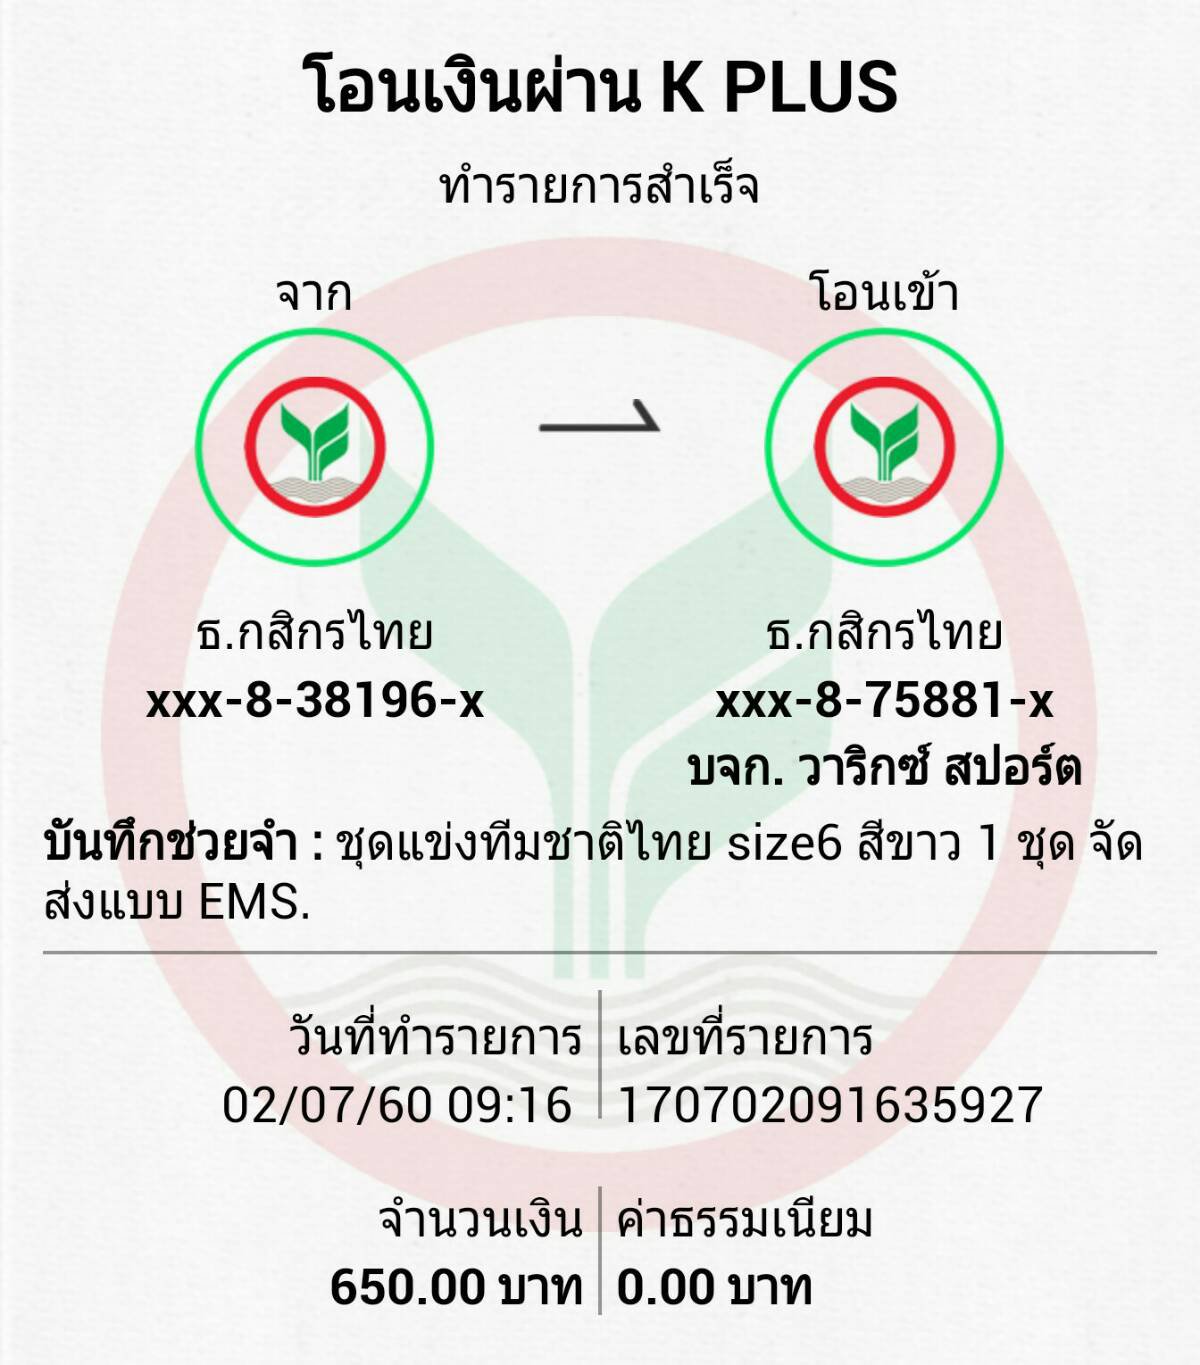 โอนเงินผ่าน K PLUS
ทำรายการสำเร็จ
จาก
โอนเข้า
ธ.กสิกรไทย
xxx-8-38196-x
ธ.กสิกรไทย
xxx-8-75881-x
บจก. วาริกซ์ สปอร์ต
บันทึกช่วยจำ : ชุดแข่งทีมชาติไทย size6 สีขาว 1 ชุด จัด
ส่งแบบ EMS.
วันที่ทำรายการ
02/07/60 09:16
เลขที่รายการ
170702091635927
จำนวนเงิน
650.00 บาท
ค่าธรรมเนียม
0.00 บาท